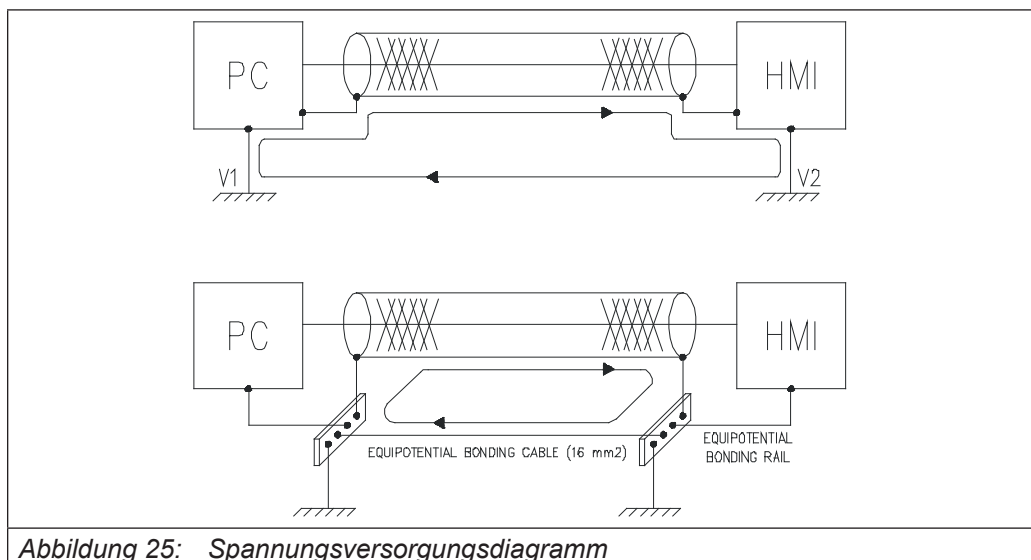 PC
HMI
V1
V2
PC
HMI
EQUIPOTENTIAL BONDING CABLE (16 mm2)
EQUIPOTENTIAL
BONDING RAIL
Abbildung 25: Spannungsversorgungsdiagramm